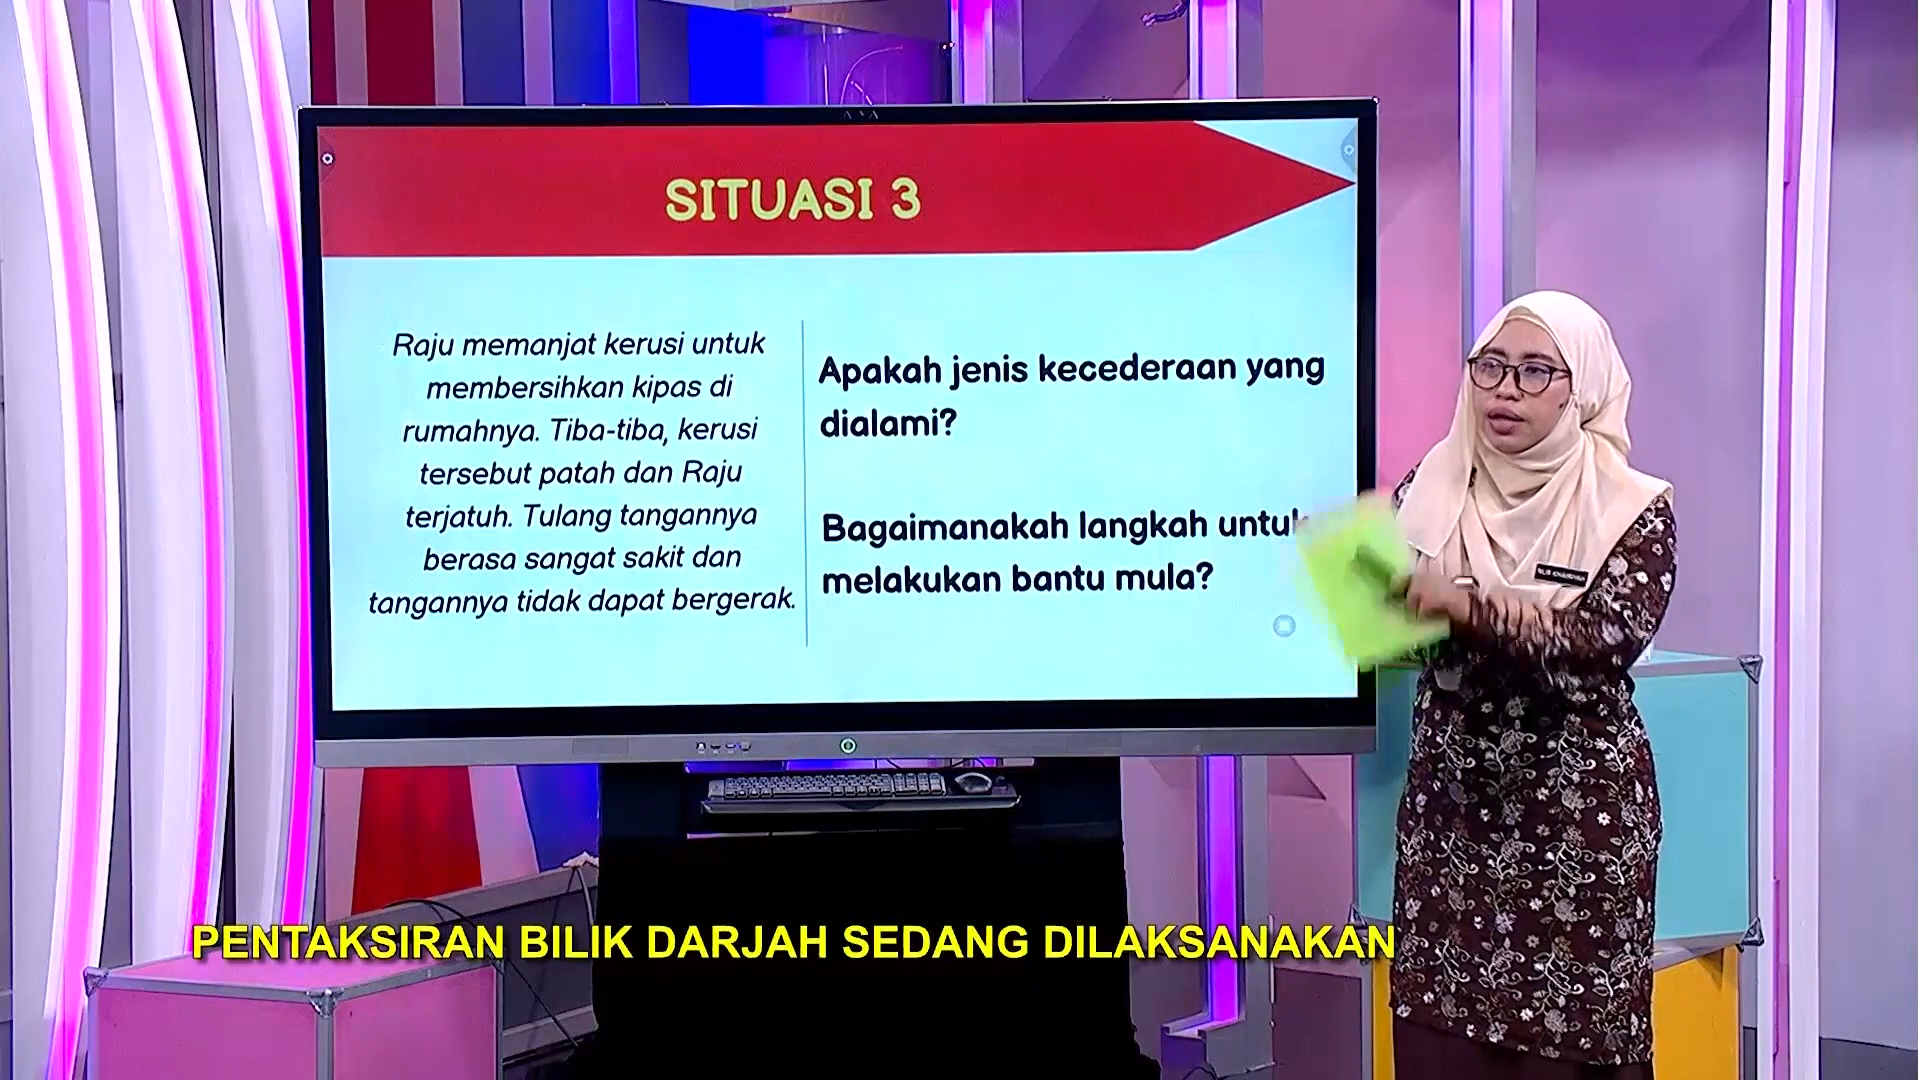 SITUASI 3
Raju memanjat kerusi untuk
membersihkan kipas di
rumahnya. Tiba-tiba, kerusi
tersebut patah dan Raju
terjatuh. Tulang tangannya
berasa sangat sakit dan
tangannya tidak dapat bergerak.
Apakah jenis kecederaan yang
dialami?
Bagaimanakah langkah untuk
melakukan bantu mula?
PENTAKSIRAN BILIK DARJAH SEDANG DILAKSANAKAN